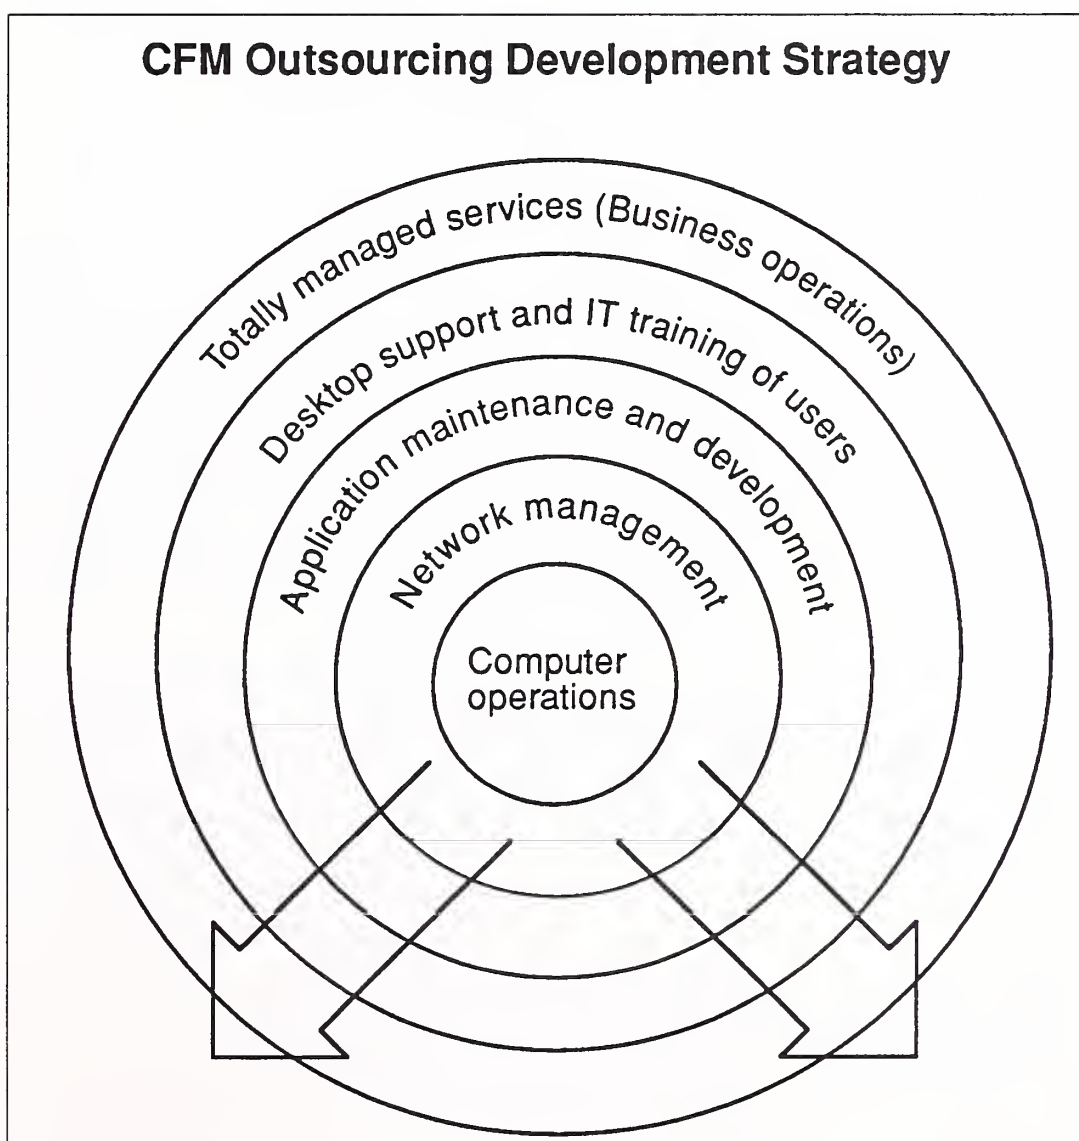 CFM Outsourcing Development Strategy
Totally managed services (Business operations)
Desktop support and IT training of users
Application maintenance and development
Network management
Computer
operations